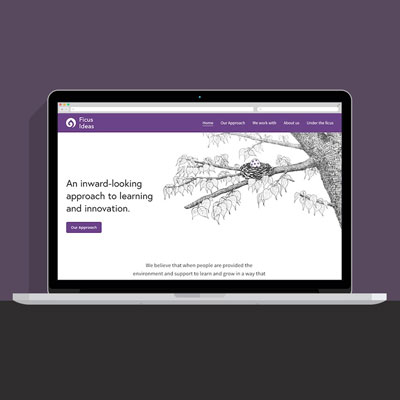 Ficus
Ideas
Home Our Approach We work with About us Under the ficus
An inward-looking
approach to learning
and innovation.
Our Approach
We believe that when people are provided the
environment and support to learn and grow in a way that